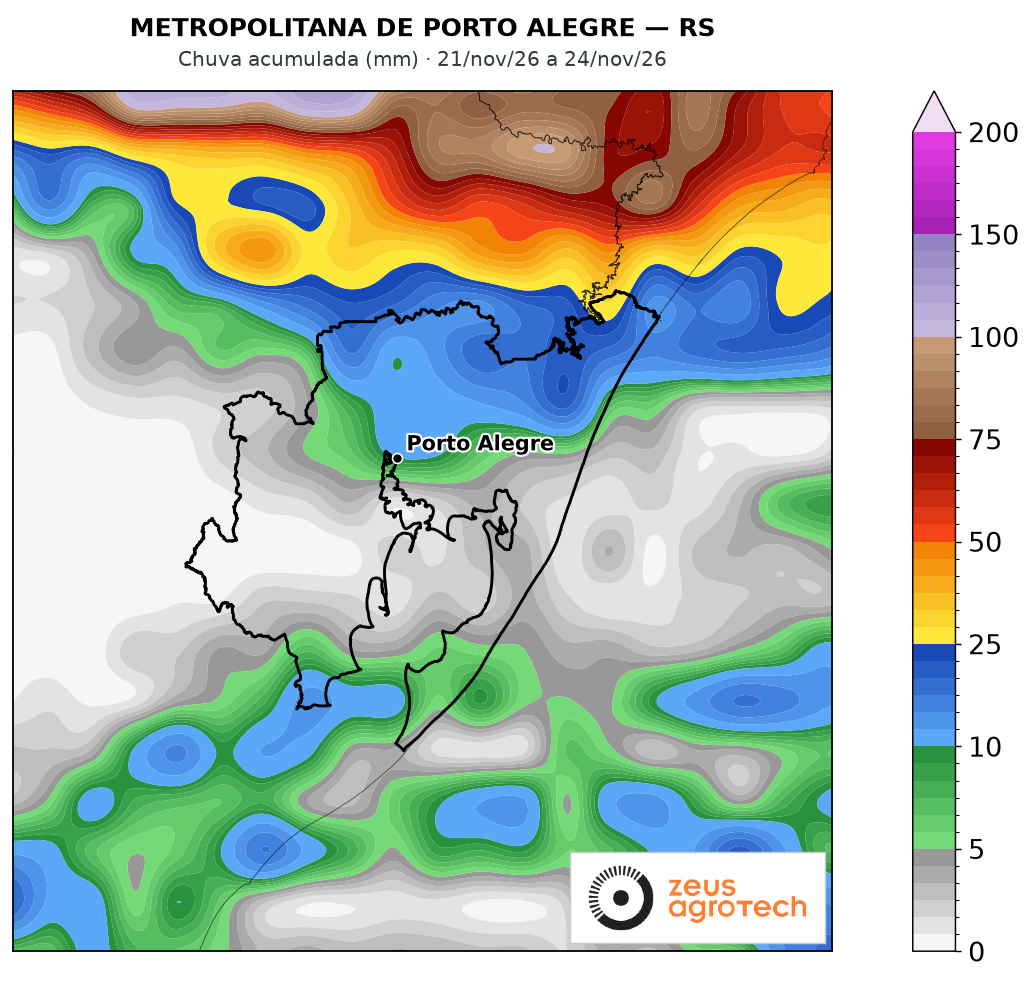 METROPOLITANA DE PORTO ALEGRE — RS
Chuva acumulada (mm) · 21/nov/26 a 24/nov/26
200
150
100
75
50
25
10
5
0
Porto Alegre
zeus
agrotech